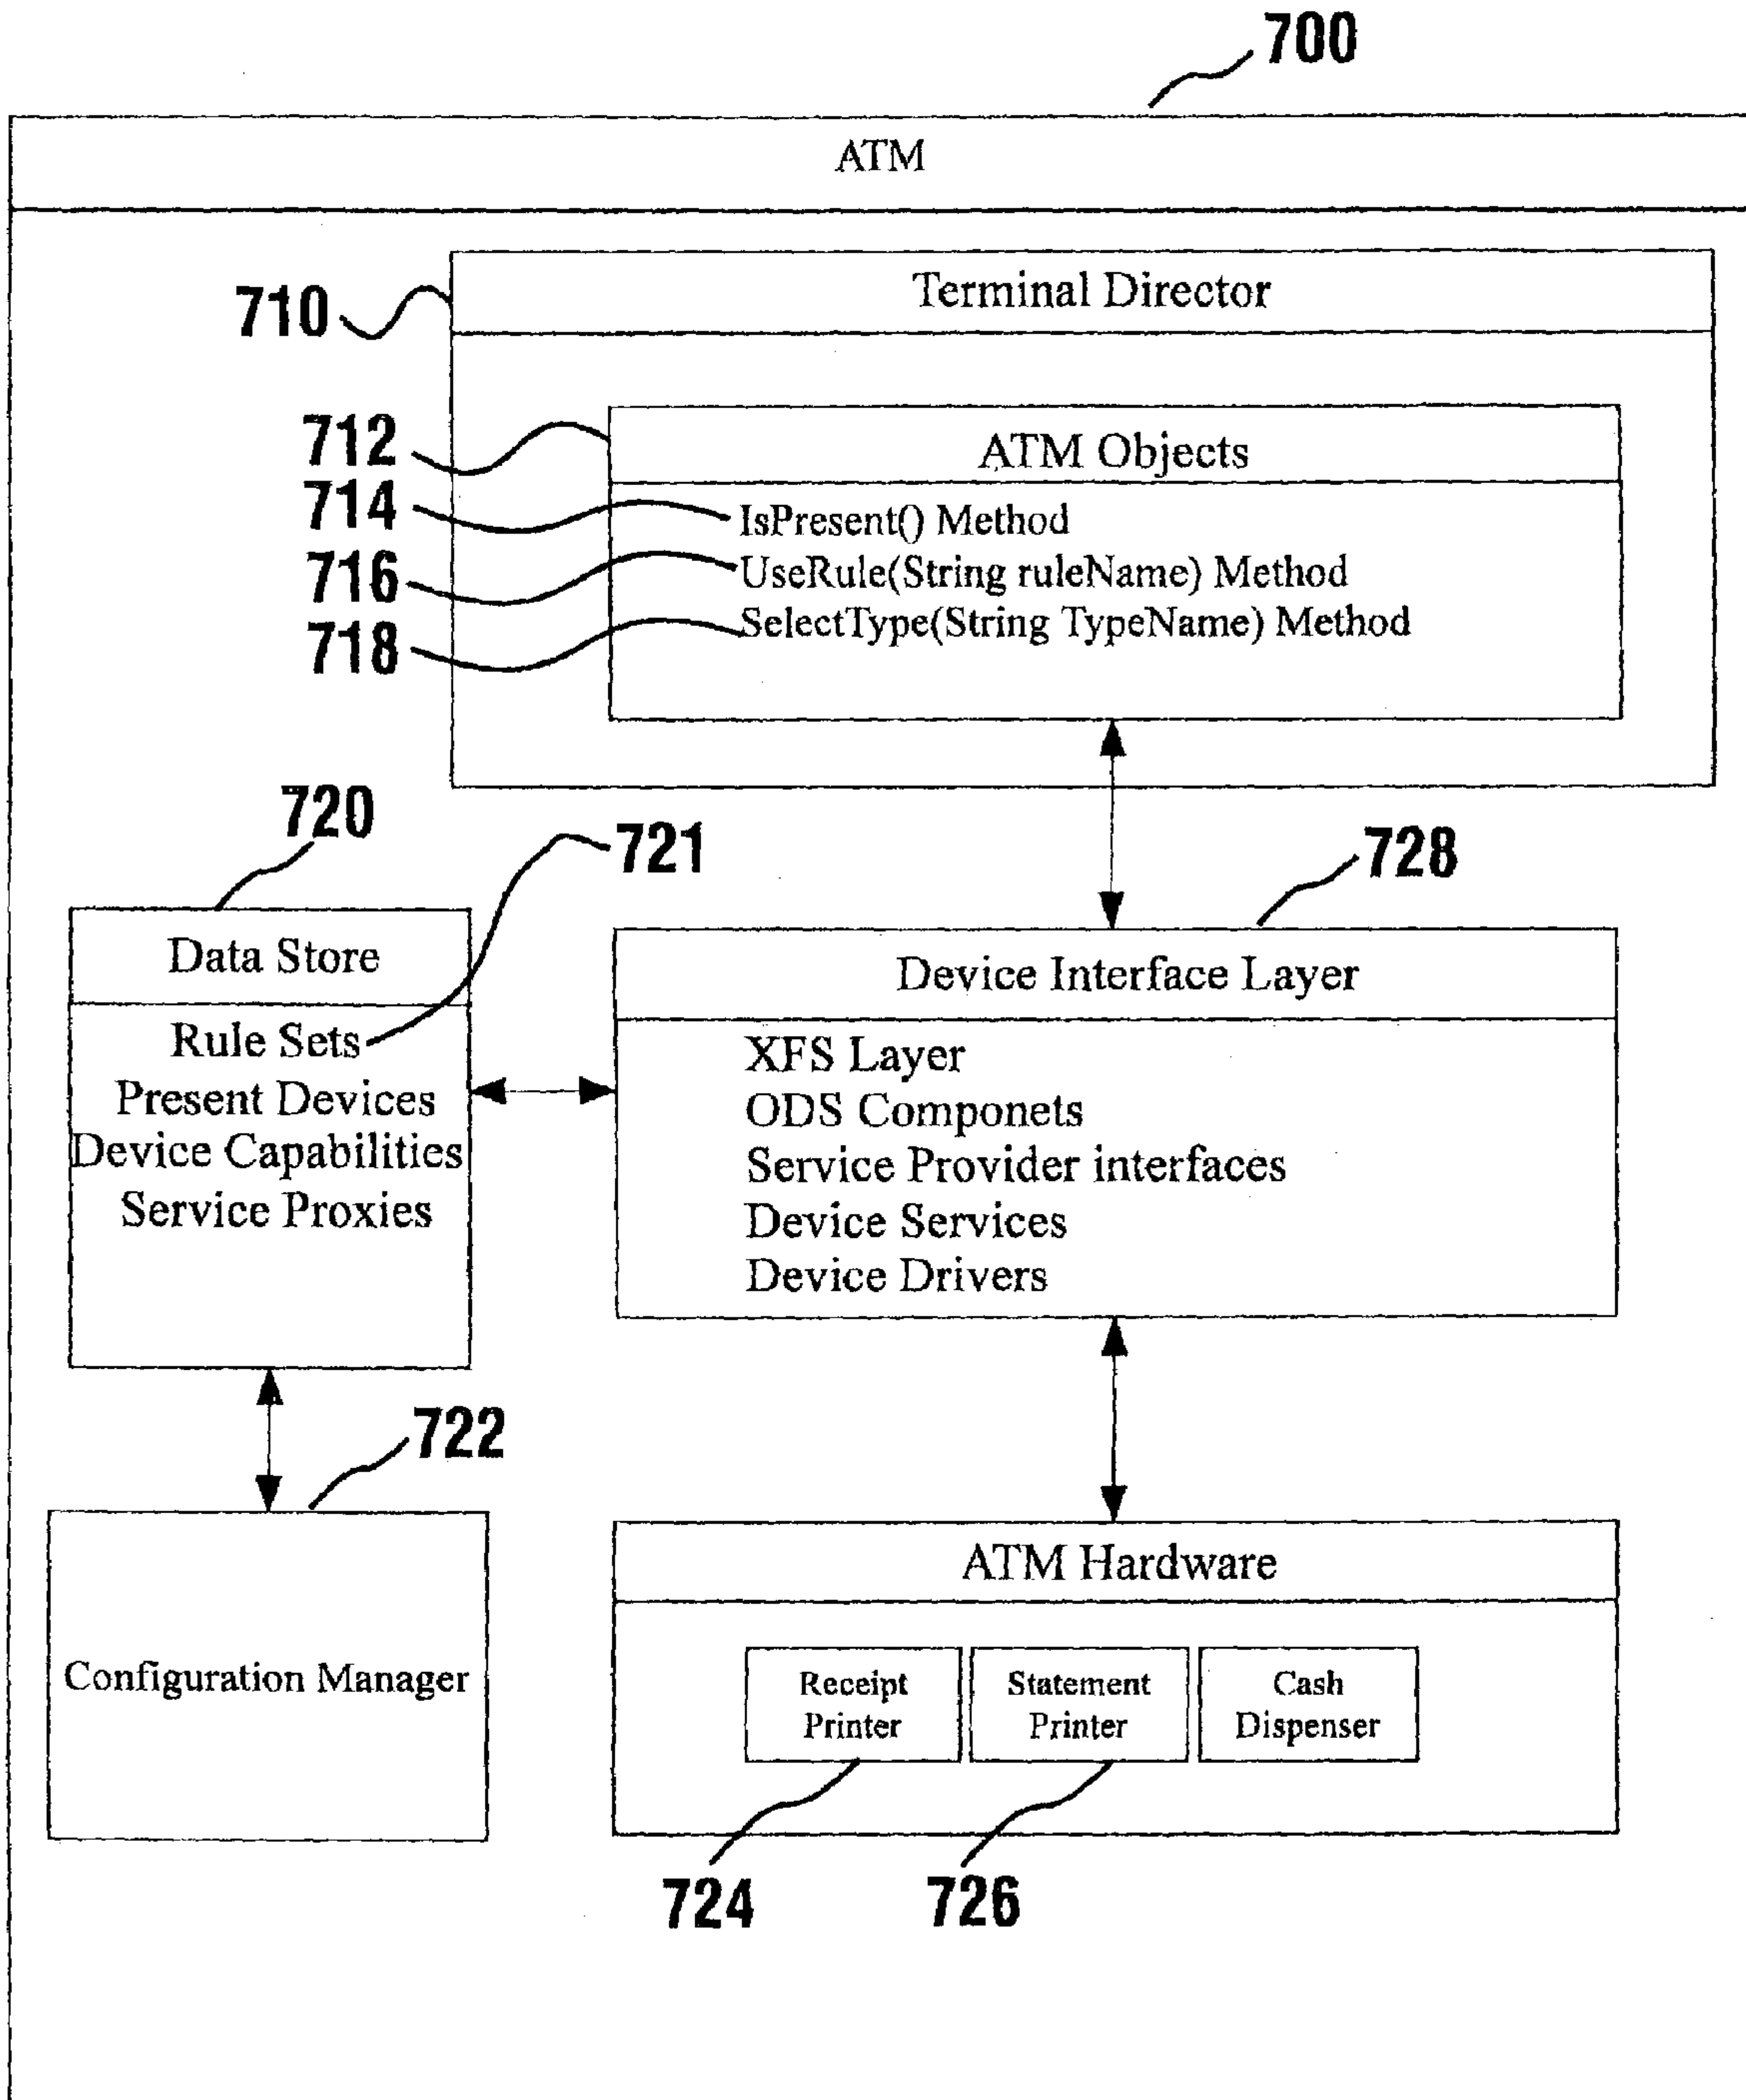 700
ATM
710
Terminal Director
712
ATM Objects
714
IsPresent() Method
716
UseRule(String ruleName) Method
718
SelectType(String TypeName) Method
720
721
728
Data Store
Rule Sets
Present Devices
Device Capabilities
Service Proxies
Device Interface Layer
XFS Layer
ODS Componets
Service Provider interfaces
Device Services
Device Drivers
722
Configuration Manager
ATM Hardware
Receipt
Printer
Statement
Printer
Cash
Dispenser
724
726